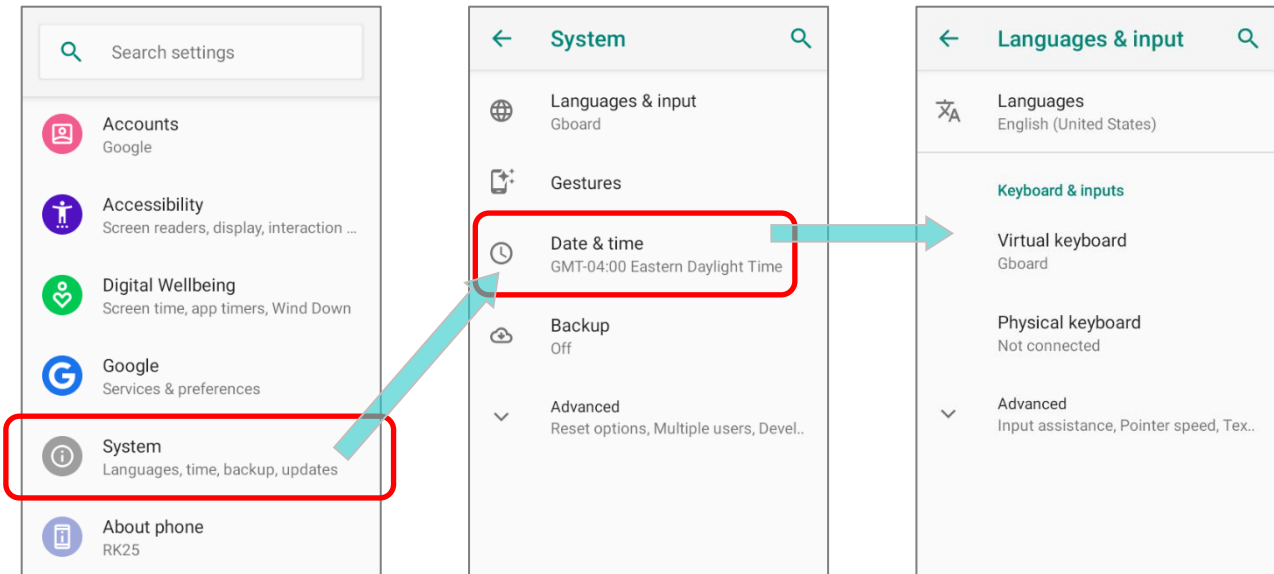 Search settings
Accounts
Google
Accessibility
Screen readers, display, interaction ...
Digital Wellbeing
Screen time, app timers, Wind Down
Google
Services & preferences
System
Languages, time, backup, updates
About phone
RK25
System
Languages & input
Gboard
Gestures
Date & time
GMT-04:00 Eastern Daylight Time
Backup
Off
Advanced
Reset options, Multiple users, Devel..
Languages & input
Languages
English (United States)
Keyboard & inputs
Virtual keyboard
Gboard
Physical keyboard
Not connected
Advanced
Input assistance, Pointer speed, Tex..